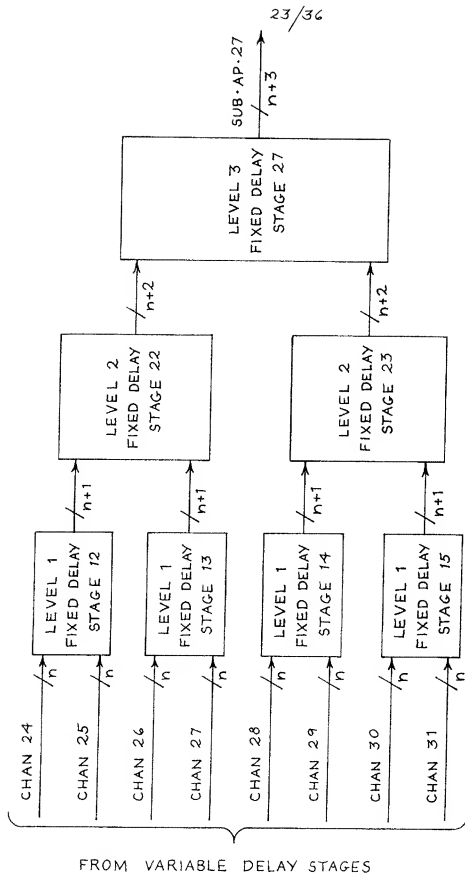 23/36
FROM VARIABLE DELAY STAGES
CHAN 24
n
CHAN 25
n
CHAN 26
n
CHAN 27
n
CHAN 28
n
CHAN 29
n
CHAN 30
n
CHAN 31
n
LEVEL 1
FIXED DELAY
STAGE 12
n+1
LEVEL 1
FIXED DELAY
STAGE 13
n+1
LEVEL 1
FIXED DELAY
STAGE 14
n+1
LEVEL 1
FIXED DELAY
STAGE 15
n+1
LEVEL 2
FIXED DELAY
STAGE 22
n+2
LEVEL 2
FIXED DELAY
STAGE 23
n+2
LEVEL 3
FIXED DELAY
STAGE 27
SUB-AP-27
n+3